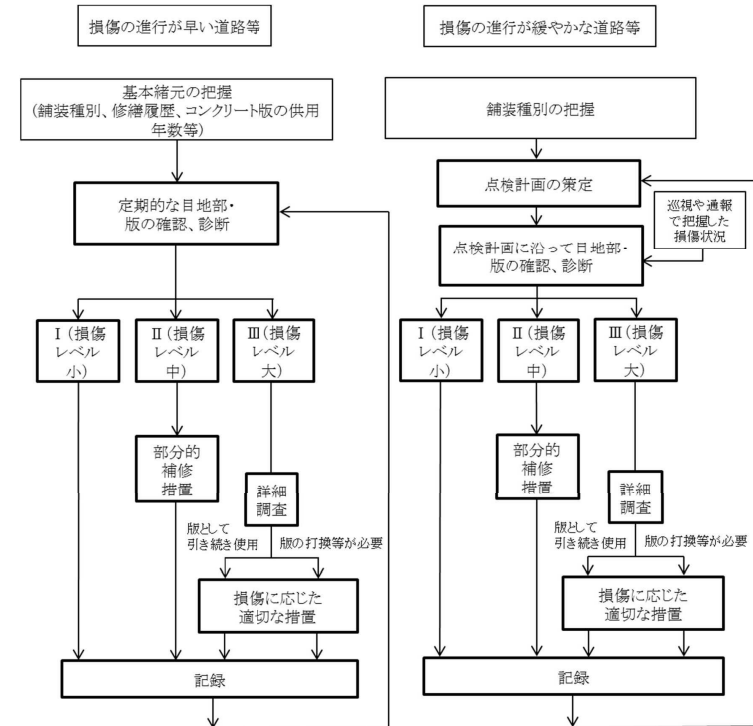 損傷の進行が早い道路等
基本緒元の把握
(舗装種別、修繕履歴、コンクリート版の供用
年数等)
定期的な目地部・
版の確認、診断
Ⅰ(損傷
レベル
小)
Ⅱ(損傷
レベル
中)
Ⅲ(損傷
レベル
大)
部分的
補修
措置
詳細
調査
版として
引き続き使用
版の打換等が必要
損傷に応じた
適切な措置
記録
損傷の進行が緩やかな道路等
舗装種別の把握
点検計画の策定
巡視や通報
で把握した
損傷状況
点検計画に沿って目地部・
版の確認、診断
Ⅰ(損傷
レベル
小)
Ⅱ(損傷
レベル
中)
Ⅲ(損傷
レベル
大)
部分的
補修
措置
詳細
調査
版として
引き続き使用
版の打換等が必要
損傷に応じた
適切な措置
記録